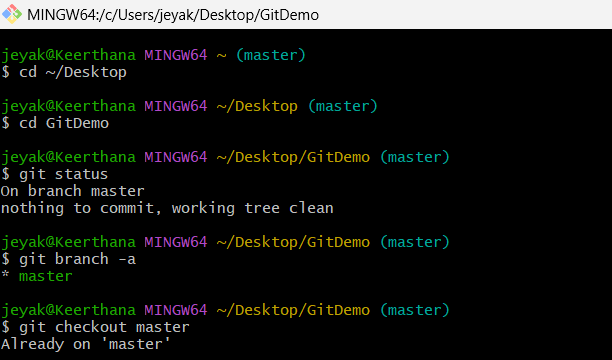 MINGW64:/c/Users/jeyak/Desktop/GitDemo
jeyak@Keerthana MINGW64 ~ (master)
$ cd ~/Desktop
jeyak@Keerthana MINGW64 ~/Desktop (master)
$ cd GitDemo
jeyak@Keerthana MINGW64 ~/Desktop/GitDemo (master)
$ git status
On branch master
nothing to commit, working tree clean
jeyak@Keerthana MINGW64 ~/Desktop/GitDemo (master)
$ git branch -a
* master
jeyak@Keerthana MINGW64 ~/Desktop/GitDemo (master)
$ git checkout master
Already on 'master'